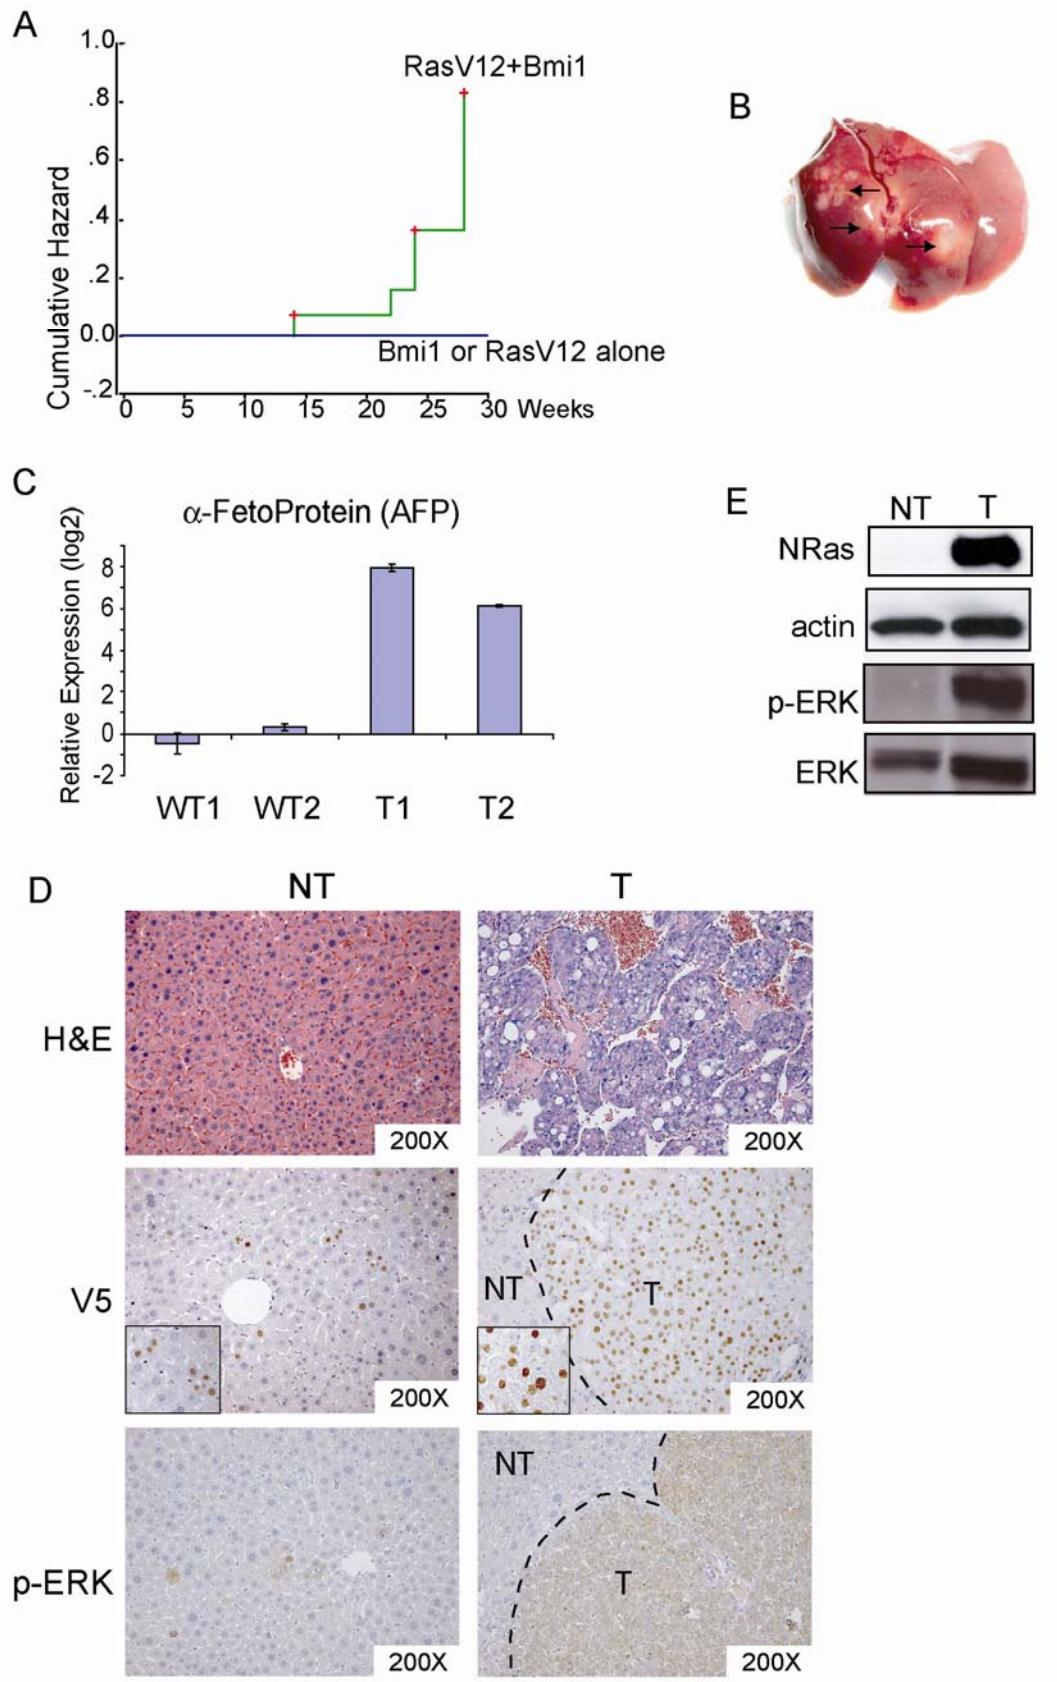 A
1.0
.8
.6
.4
.2
0.0
-.2
Cumulative Hazard
RasV12+Bmi1
Bmi1 or RasV12 alone
0 5 10 15 20 25 30 Weeks
B
C
α-FetoProtein (AFP)
Relative Expression (log2)
8
6
4
2
0
-2
WT1 WT2 T1 T2
E
NT T
NRas
actin
p-ERK
ERK
D
NT T
H&E
200X 200X
V5
NT T
200X 200X
p-ERK
NT
T
200X 200X